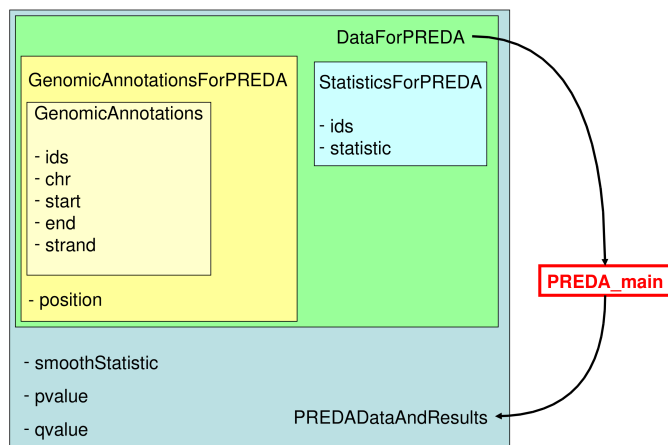 DataForPREDA
GenomicAnnotationsForPREDA
GenomicAnnotations
- ids
- chr
- start
- end
- strand
- position
StatisticsForPREDA
- ids
- statistic
PREDA_main
- smoothStatistic
- pvalue
- qvalue
PREDADataAndResults